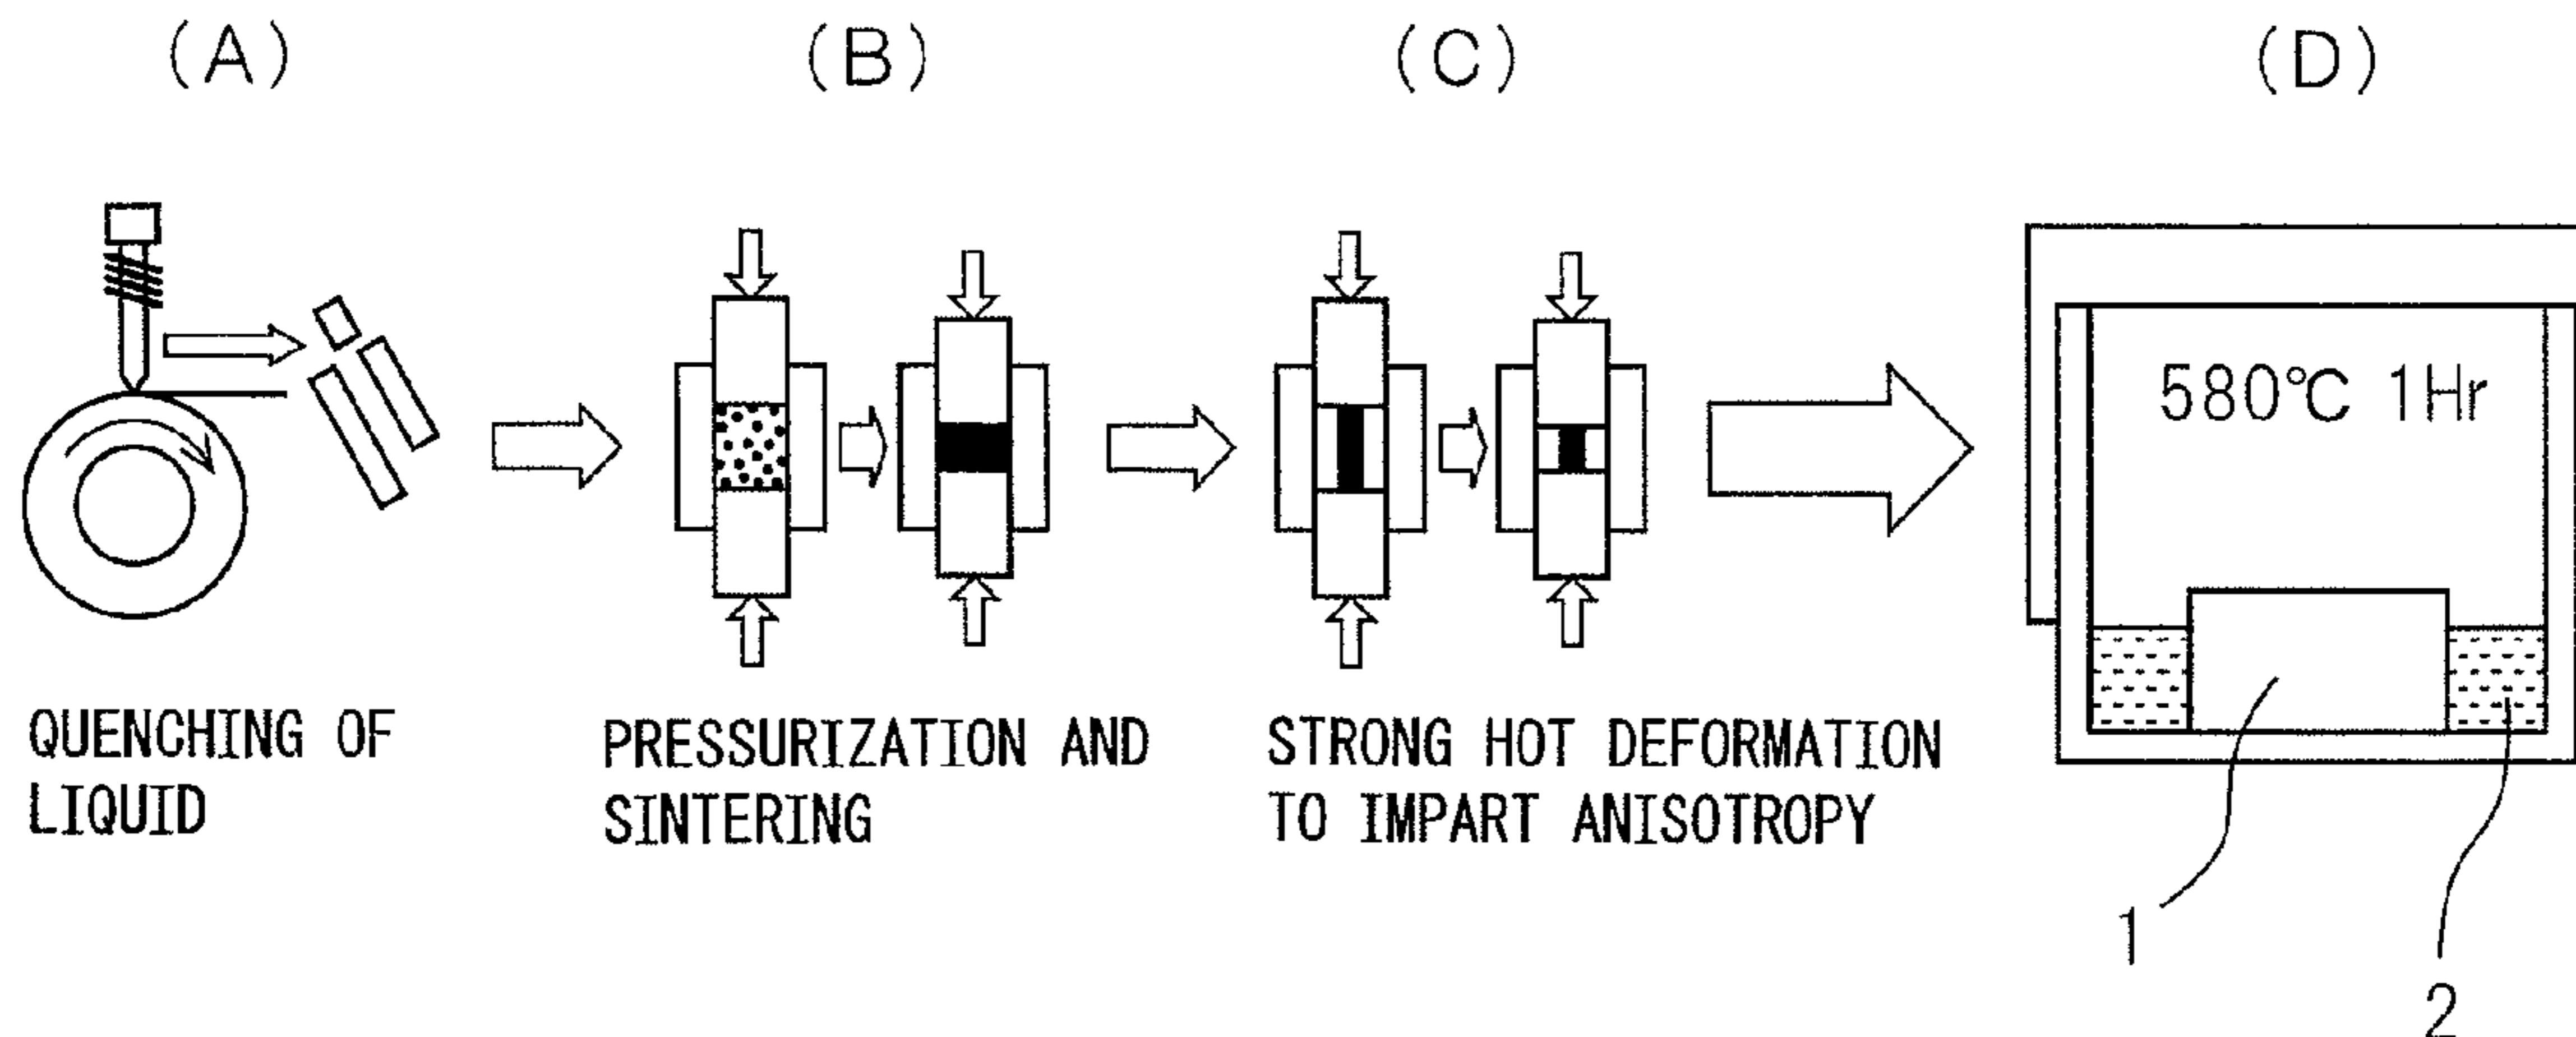 (A) (B) (C) (D)
580℃ 1Hr
QUENCHING OF
LIQUID
PRESSURIZATION AND
SINTERING
STRONG HOT DEFORMATION
TO IMPART ANISOTROPY
1
2